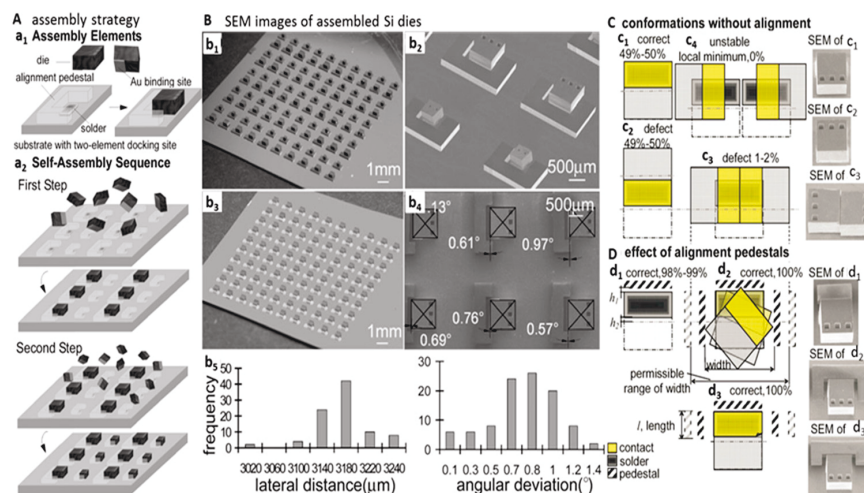 A assembly strategy
a1 Assembly Elements
die
alignment pedestal
Au binding site
solder
substrate with two-element docking site
a2 Self-Assembly Sequence
First Step
Second Step
B SEM images of assembled Si dies
b1
1mm
b2
500µm
b3
1mm
b4
500µm
13°
0.61°
0.97°
0.69°
0.76°
0.57°
b5
frequency
50
40
30
20
10
0
3020 3060 3100 3140 3180 3220 3240
lateral distance(µm)
30
20
10
0
0.1 0.3 0.5 0.7 0.8 1 1.2 1.4
angular deviation(°)
C conformations without alignment
c1 correct
49%-50%
c4 unstable
local minimum,0%
SEM of c1
c2 defect
49%-50%
SEM of c2
c3 defect 1-2%
SEM of c3
D effect of alignment pedestals
d1 correct,98%-99%
d2 correct,100%
h1
h2
width
permissible
range of width
SEM of d1
d3 correct,100%
l, length
SEM of d2
SEM of d3
contact
solder
pedestal